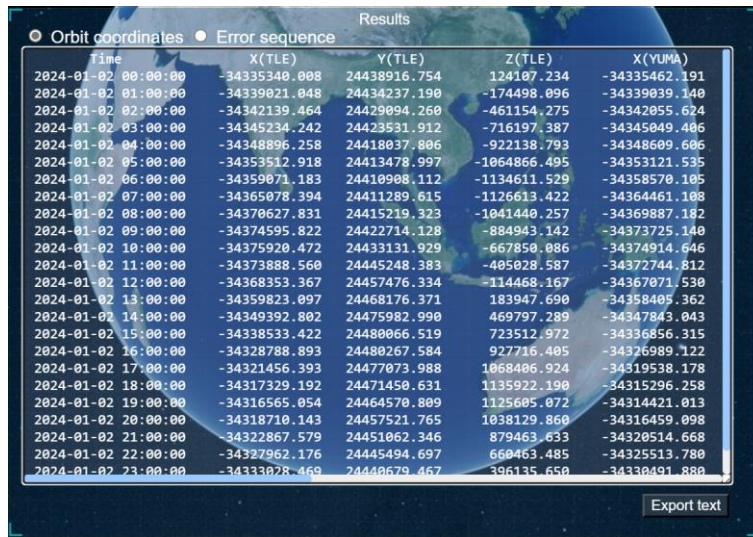 Results
Orbit coordinates Error sequence
Time X(TLE) Y(TLE) Z(TLE) X(YUMA)
2024-01-02 00:00:00 -34335340.008 24438916.754 124107.234 -34335462.191
2024-01-02 01:00:00 -34339021.048 24434237.190 -174498.096 -34339039.140
2024-01-02 02:00:00 -34342139.464 24429094.260 -461154.275 -34342055.624
2024-01-02 03:00:00 -34345234.242 24423531.912 -716197.387 -34345049.406
2024-01-02 04:00:00 -34348896.258 24418037.806 -922138.793 -34348609.606
2024-01-02 05:00:00 -34353512.918 24413478.997 -1064866.495 -34353121.535
2024-01-02 06:00:00 -34359071.183 24410908.112 -1134611.529 -34358570.105
2024-01-02 07:00:00 -34365078.394 24411289.615 -1126613.422 -34364461.108
2024-01-02 08:00:00 -34370627.831 24415219.323 -1041440.257 -34369887.182
2024-01-02 09:00:00 -34374595.822 24422714.128 -884943.142 -34373725.140
2024-01-02 10:00:00 -34375920.472 24433131.929 -667850.086 -34374914.646
2024-01-02 11:00:00 -34373888.560 24445248.383 -405028.587 -34372744.812
2024-01-02 12:00:00 -34368353.367 24457476.334 -114468.167 -34367071.530
2024-01-02 13:00:00 -34359823.097 24468176.371 183947.690 -34358405.362
2024-01-02 14:00:00 -34349392.802 24475982.990 469797.289 -34347843.043
2024-01-02 15:00:00 -34338533.422 24480066.519 723512.972 -34336856.315
2024-01-02 16:00:00 -34328788.893 24480267.584 927716.405 -34326989.122
2024-01-02 17:00:00 -34321456.393 24477073.988 1068406.924 -34319538.178
2024-01-02 18:00:00 -34317329.192 24471450.631 1135922.190 -34315296.258
2024-01-02 19:00:00 -34316565.054 24464570.809 1125605.072 -34314421.013
2024-01-02 20:00:00 -34318710.143 24457521.765 1038129.860 -34316459.098
2024-01-02 21:00:00 -34322867.579 24451062.346 879463.633 -34320514.668
2024-01-02 22:00:00 -34327962.176 24445494.697 660463.485 -34325513.780
2024-01-02 23:00:00 -34333028.469 24440679.467 396135.650 -34330491.880
Export text